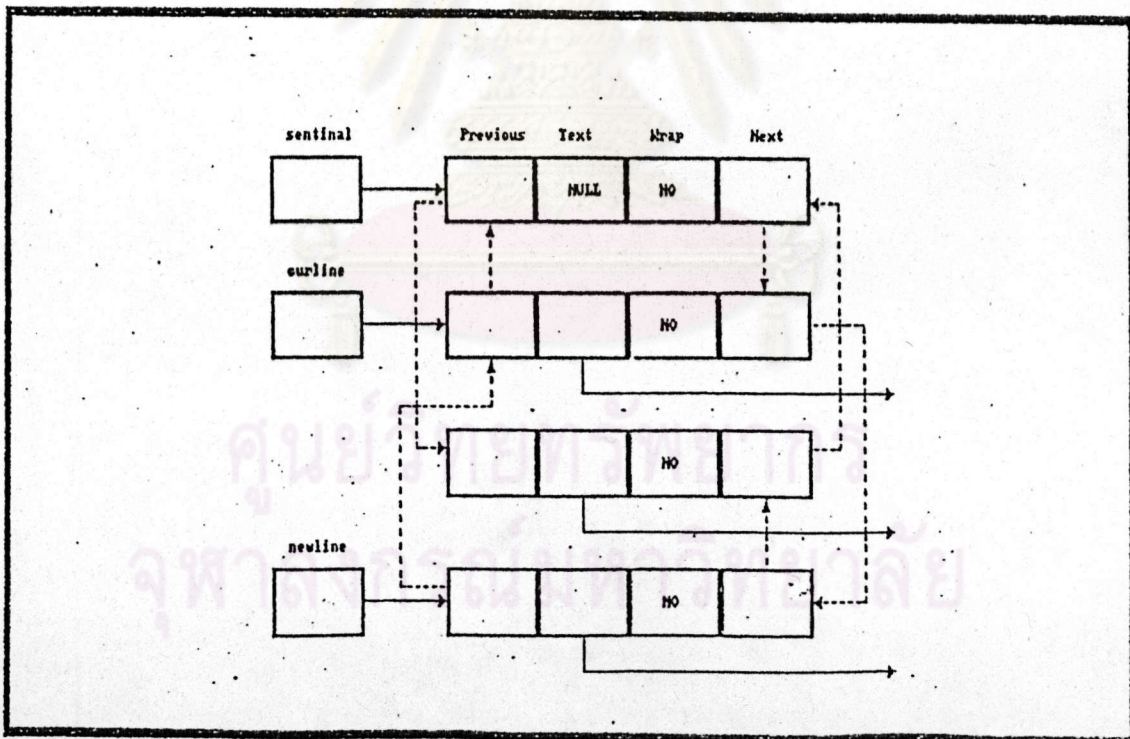 sentinal Previous Text Wrap Next
NULL NO
curline
NO
ศูนย์วิทยทรัพยากร
NO
จุฬาลงกรณ์มหาวิทยาลัย
newline
NO